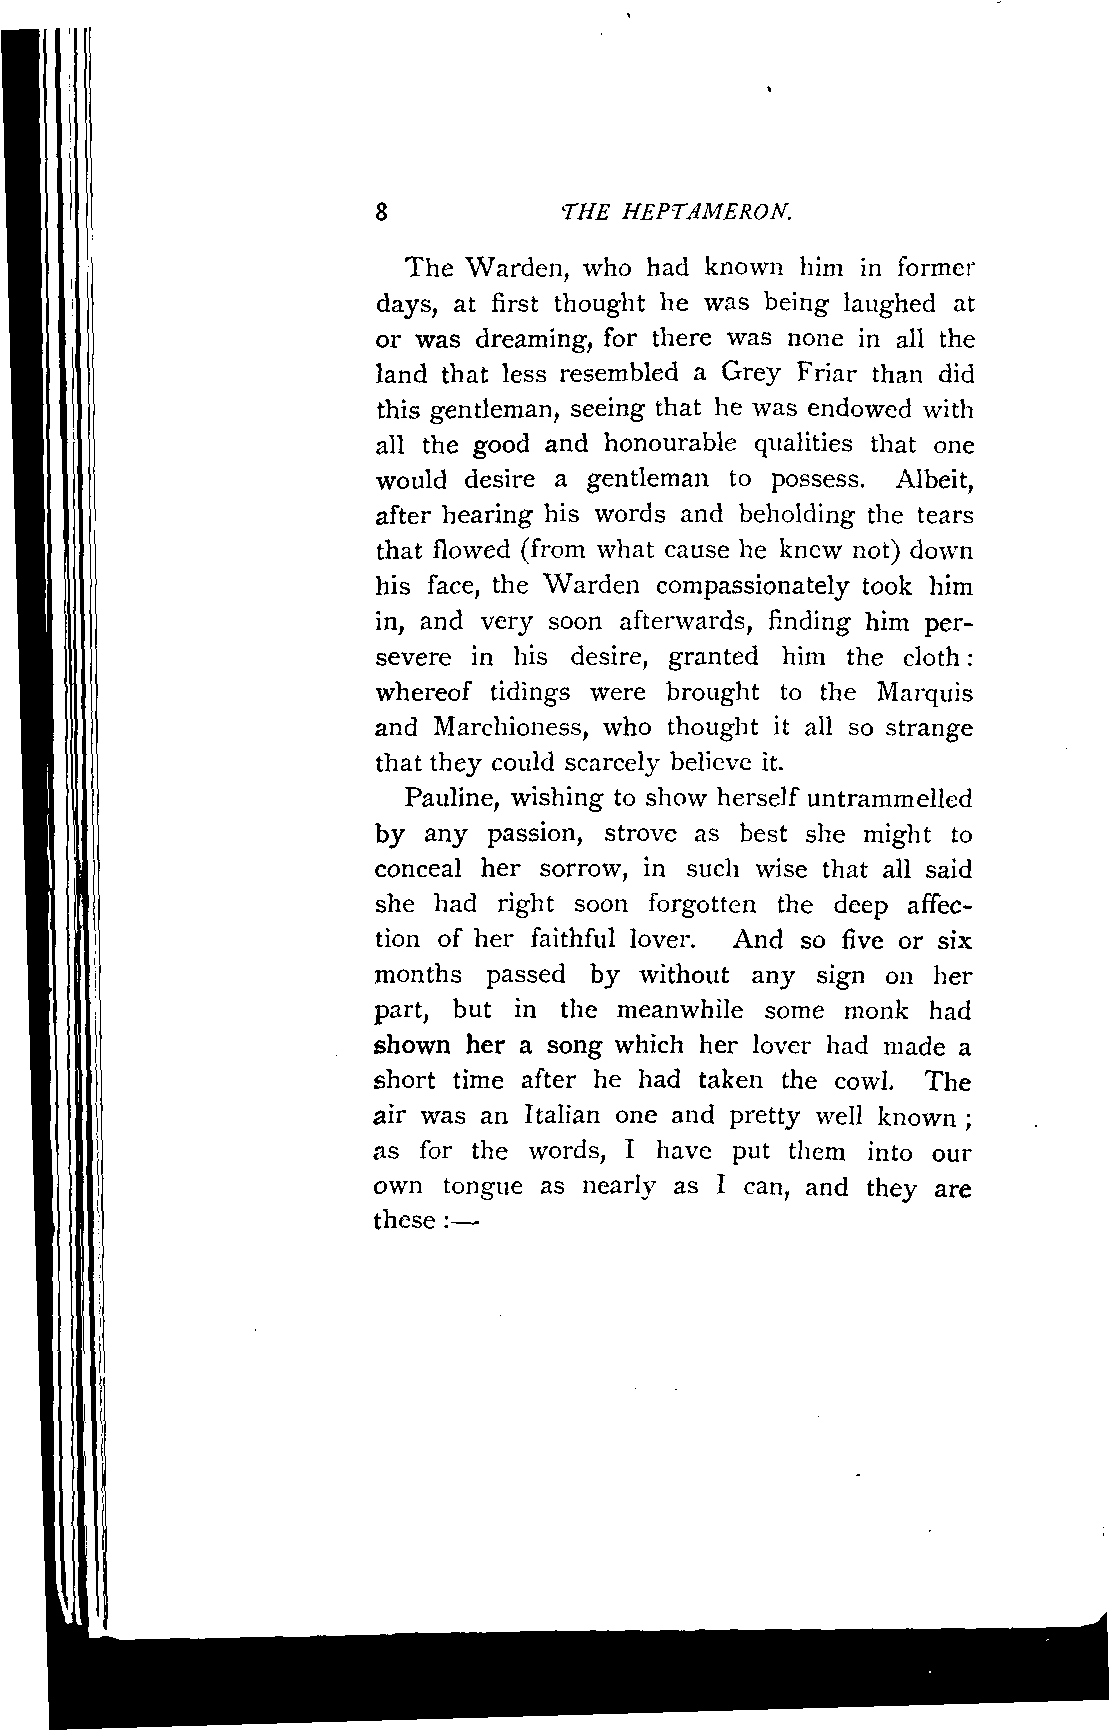 8 THE HEPTAMERON.
The Warden, who had known him in former
days, at first thought he was being laughed at
or was dreaming, for there was none in all the
land that less resembled a Grey Friar than did
this gentleman, seeing that he was endowed with
all the good and honourable qualities that one
would desire a gentleman to possess. Albeit,
after hearing his words and beholding the tears
that flowed (from what cause he knew not) down
his face, the Warden compassionately took him
in, and very soon afterwards, finding him per-
severe in his desire, granted him the cloth:
whereof tidings were brought to the Marquis
and Marchioness, who thought it all so strange
that they could scarcely believe it.
Pauline, wishing to show herself untrammelled
by any passion, strove as best she might to
conceal her sorrow, in such wise that all said
she had right soon forgotten the deep affec-
tion of her faithful lover. And so five or six
months passed by without any sign on her
part, but in the meanwhile some monk had
shown her a song which her lover had made a
short time after he had taken the cowl. The
air was an Italian one and pretty well known;
as for the words, I have put them into our
own tongue as nearly as I can, and they are
these:—